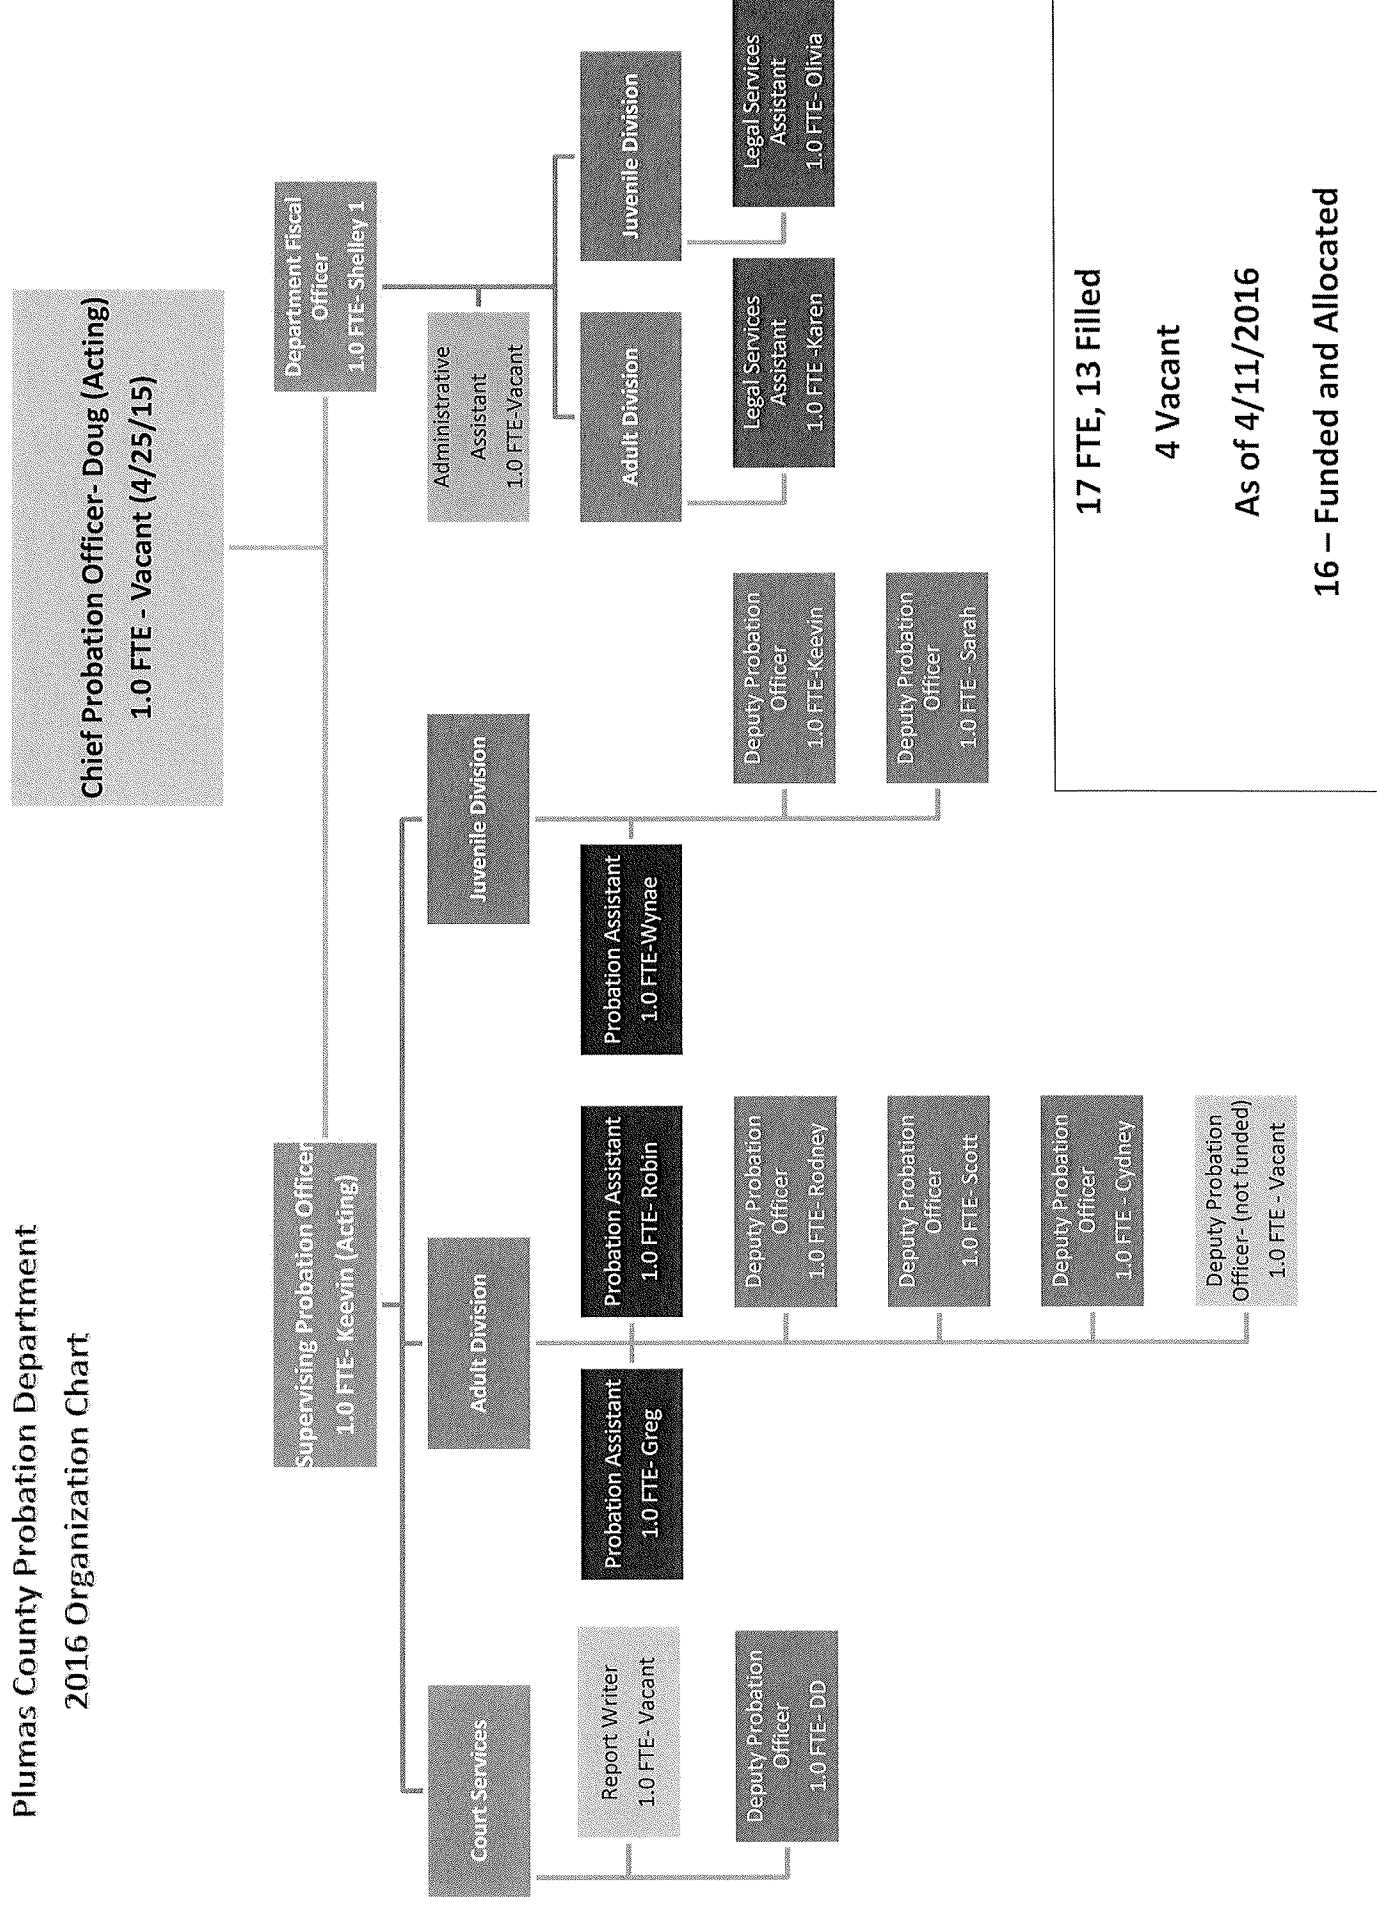 Plumas County Probation Department
2016 Organization Chart
Chief Probation Officer- Doug (Acting)
1.0 FTE - Vacant (4/25/15)
Supervising Probation Officer
1.0 FTE- Keevin (Acting)
Department Fiscal
Officer
1.0 FTE- Shelley 1
Court Services
Adult Division
Juvenile Division
Administrative
Assistant
1.0 FTE-Vacant
Report Writer
1.0 FTE- Vacant
Probation Assistant
1.0 FTE- Greg
Probation Assistant
1.0 FTE- Robin
Probation Assistant
1.0 FTE-Wynae
Adult Division
Juvenile Division
Deputy Probation
Officer
1.0 FTE- DD
Deputy Probation
Officer
1.0 FTE- Rodney
Deputy Probation
Officer
1.0 FTE-Keevin
Legal Services
Assistant
1.0 FTE -Karen
Legal Services
Assistant
1.0 FTE- Olivia
Deputy Probation
Officer
1.0 FTE- Scott
Deputy Probation
Officer
1.0 FTE - Sarah
Deputy Probation
Officer
1.0 FTE - Cydney
Deputy Probation
Officer- (not funded)
1.0 FTE - Vacant
17 FTE, 13 Filled
4 Vacant
As of 4/11/2016
16 – Funded and Allocated